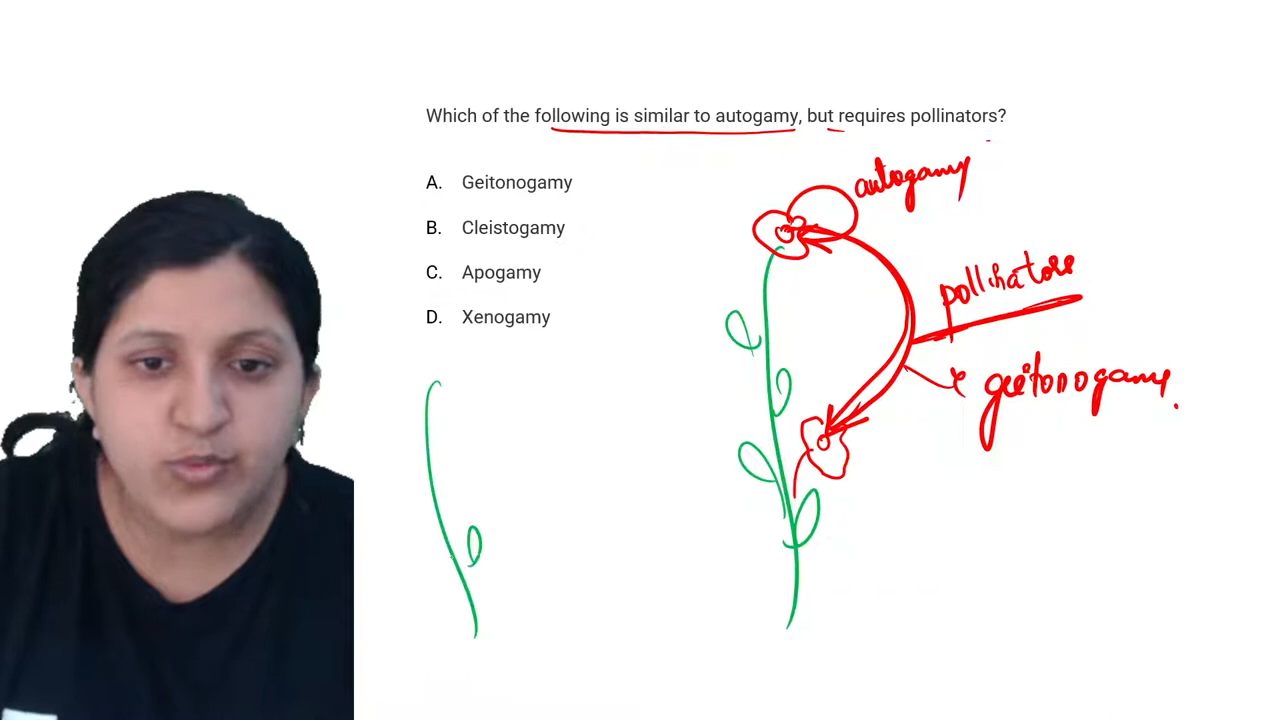 Which of the following is similar to autogamy, but requires pollinators?
A. Geitonogamy
B. Cleistogamy
C. Apogamy
D. Xenogamy
autogamy
pollinators
geitonogamy.